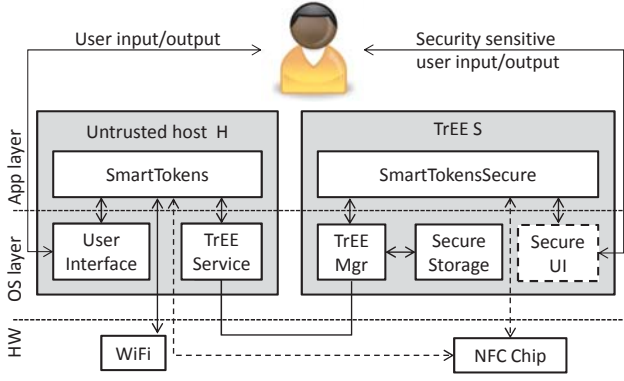 User input/output
Security sensitive
user input/output
App layer
Untrusted host H
TrEE S
SmartTokens
SmartTokensSecure
OS layer
User
Interface
TrEE
Service
TrEE
Mgr
Secure
Storage
Secure
UI
HW
WiFi
NFC Chip